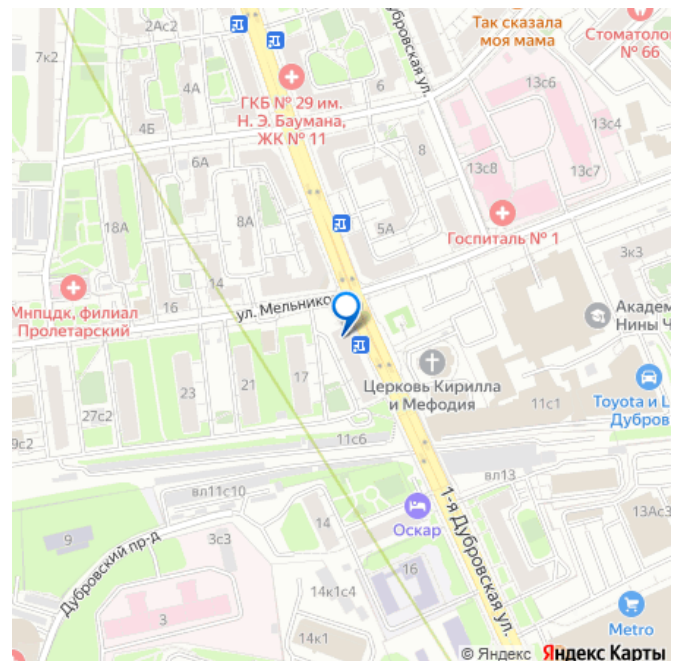 2Ас2
7к2
4А
4Б
ГКБ № 29 им.
Н. Э. Баумана,
ЖК № 11
6
Дубровская ул.
Так сказала
моя мама
Стоматолог
№ 66
13с6
13с4
13с7
13с8
8
6А
18А
8А
5А
Госпиталь № 1
3к3
14
16
Мнпцдк, филиал
Пролетарский
ул. Мельнико
Академ
Нины Ч
Церковь Кирилла
и Мефодия
Toyota и L
Дубров
11с1
17
21
23
27с2
9с2
11с6
вл11с10
вл13
1-я Дубровская ул.
Оскар
13Ас3
9
3с3
14
Дубровский пр-д
16
14к1с4
3
14к1
Metro
© Яндекс Яндекс Карты